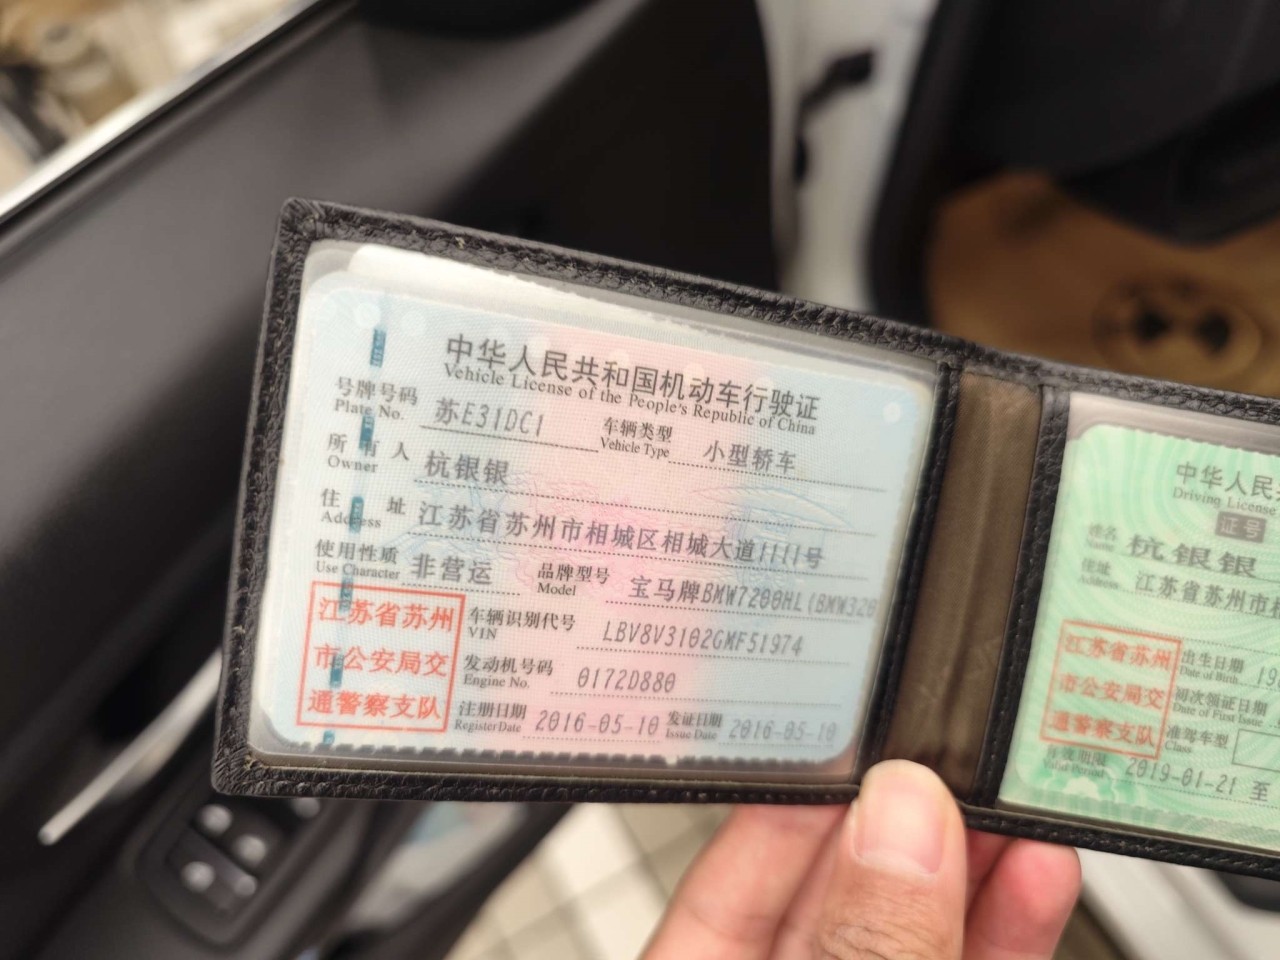 中华人民共和国机动车行驶证
Vehicle License of the People's Republic of China
号牌号码 苏E31DC1 车辆类型 小型轿车
Plate No. Vehicle Type
所有人 杭银银
Owner
住址 江苏省苏州市相城区相城大道1111号
Address
使用性质 非营运 品牌型号 宝马牌BMW7200HL(BMW320
Use Character Model
江苏省苏州
市公安局交
通警察支队
车辆识别代号 LBV8V3102GMF51974
VIN
发动机号码 0172D880
Engine No.
注册日期 2016-05-10 发证日期 2016-05-10
Register Date Issue Date
中华人民
Driving License
证号
姓名 杭银银
Name
住址 江苏省苏州市
Address
江苏省苏州
市公安局交
通警察支队
出生日期 19
Date of Birth
初次领证日期
Date of First Issue
准驾车型
Class
有效期限 2019-01-21 至
Valid Period